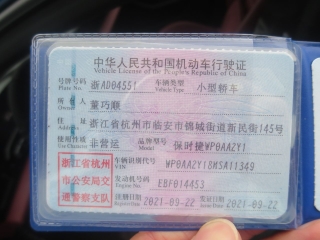 中华人民共和国机动车行驶证
Vehicle License of the People's Republic of China
号牌号码 浙AD04551 车辆类型 小型轿车
Plate No. Vehicle Type
所有人 董巧顺
Owner
住址 浙江省杭州市临安市锦城街道新民街145号
Address
使用性质 非营运 品牌型号 保时捷WP0AA2Y1
Use Character Model
浙江省杭州市公安局交通警察支队
车辆识别代号 WP0AA2Y18MSA11349
VIN
发动机号码 EBF014453
Engine No.
注册日期 2021-09-22 发证日期 2021-09-22
Register Date Issue Date